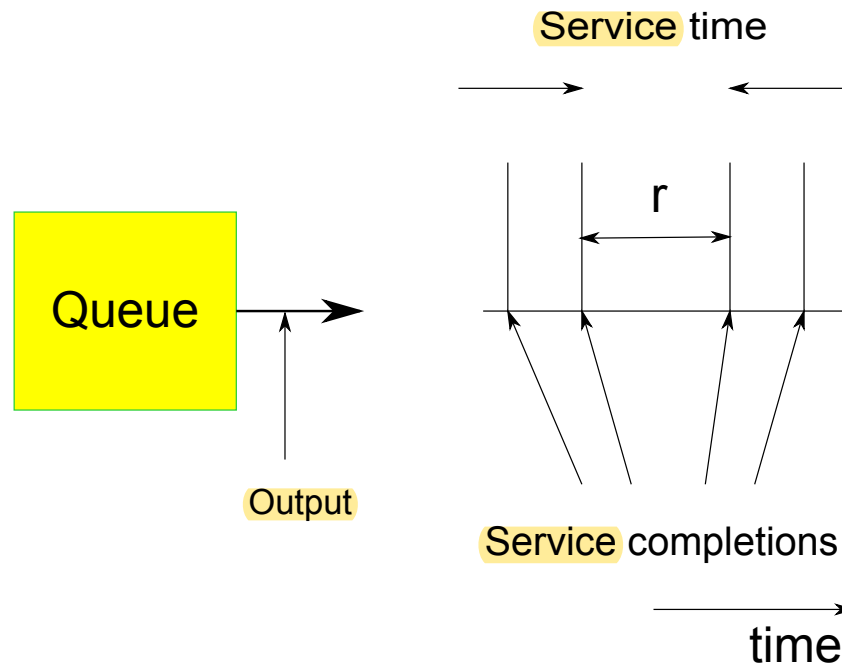 Service time
r
Queue
Output
Service completions
time